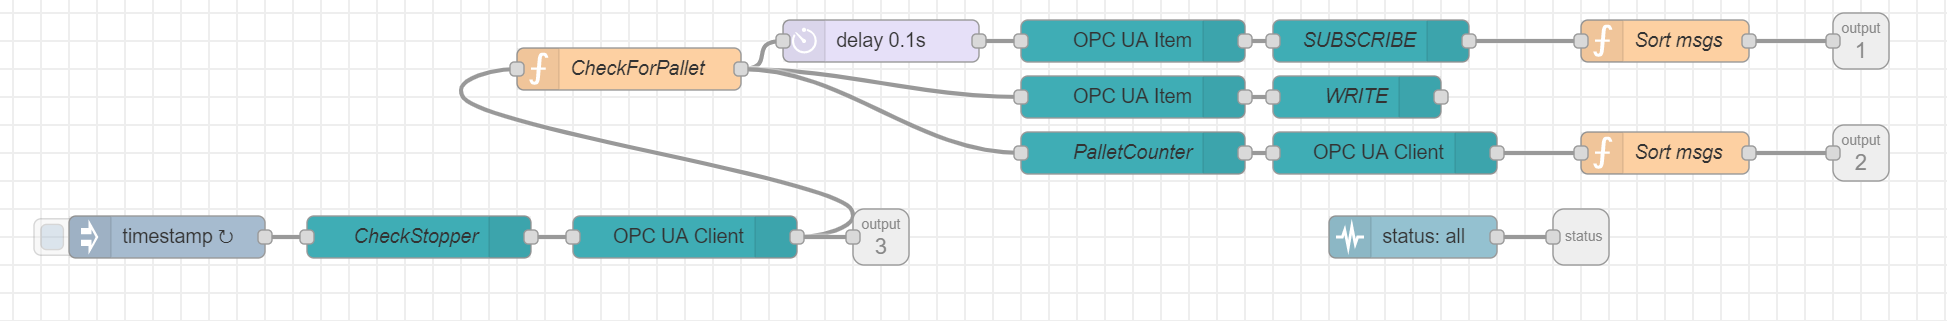 delay 0.1s
OPC UA Item
SUBSCRIBE
Sort msgs
output
1
CheckForPallet
OPC UA Item
WRITE
PalletCounter
OPC UA Client
Sort msgs
output
2
timestamp ↻
CheckStopper
OPC UA Client
output
3
status: all
status